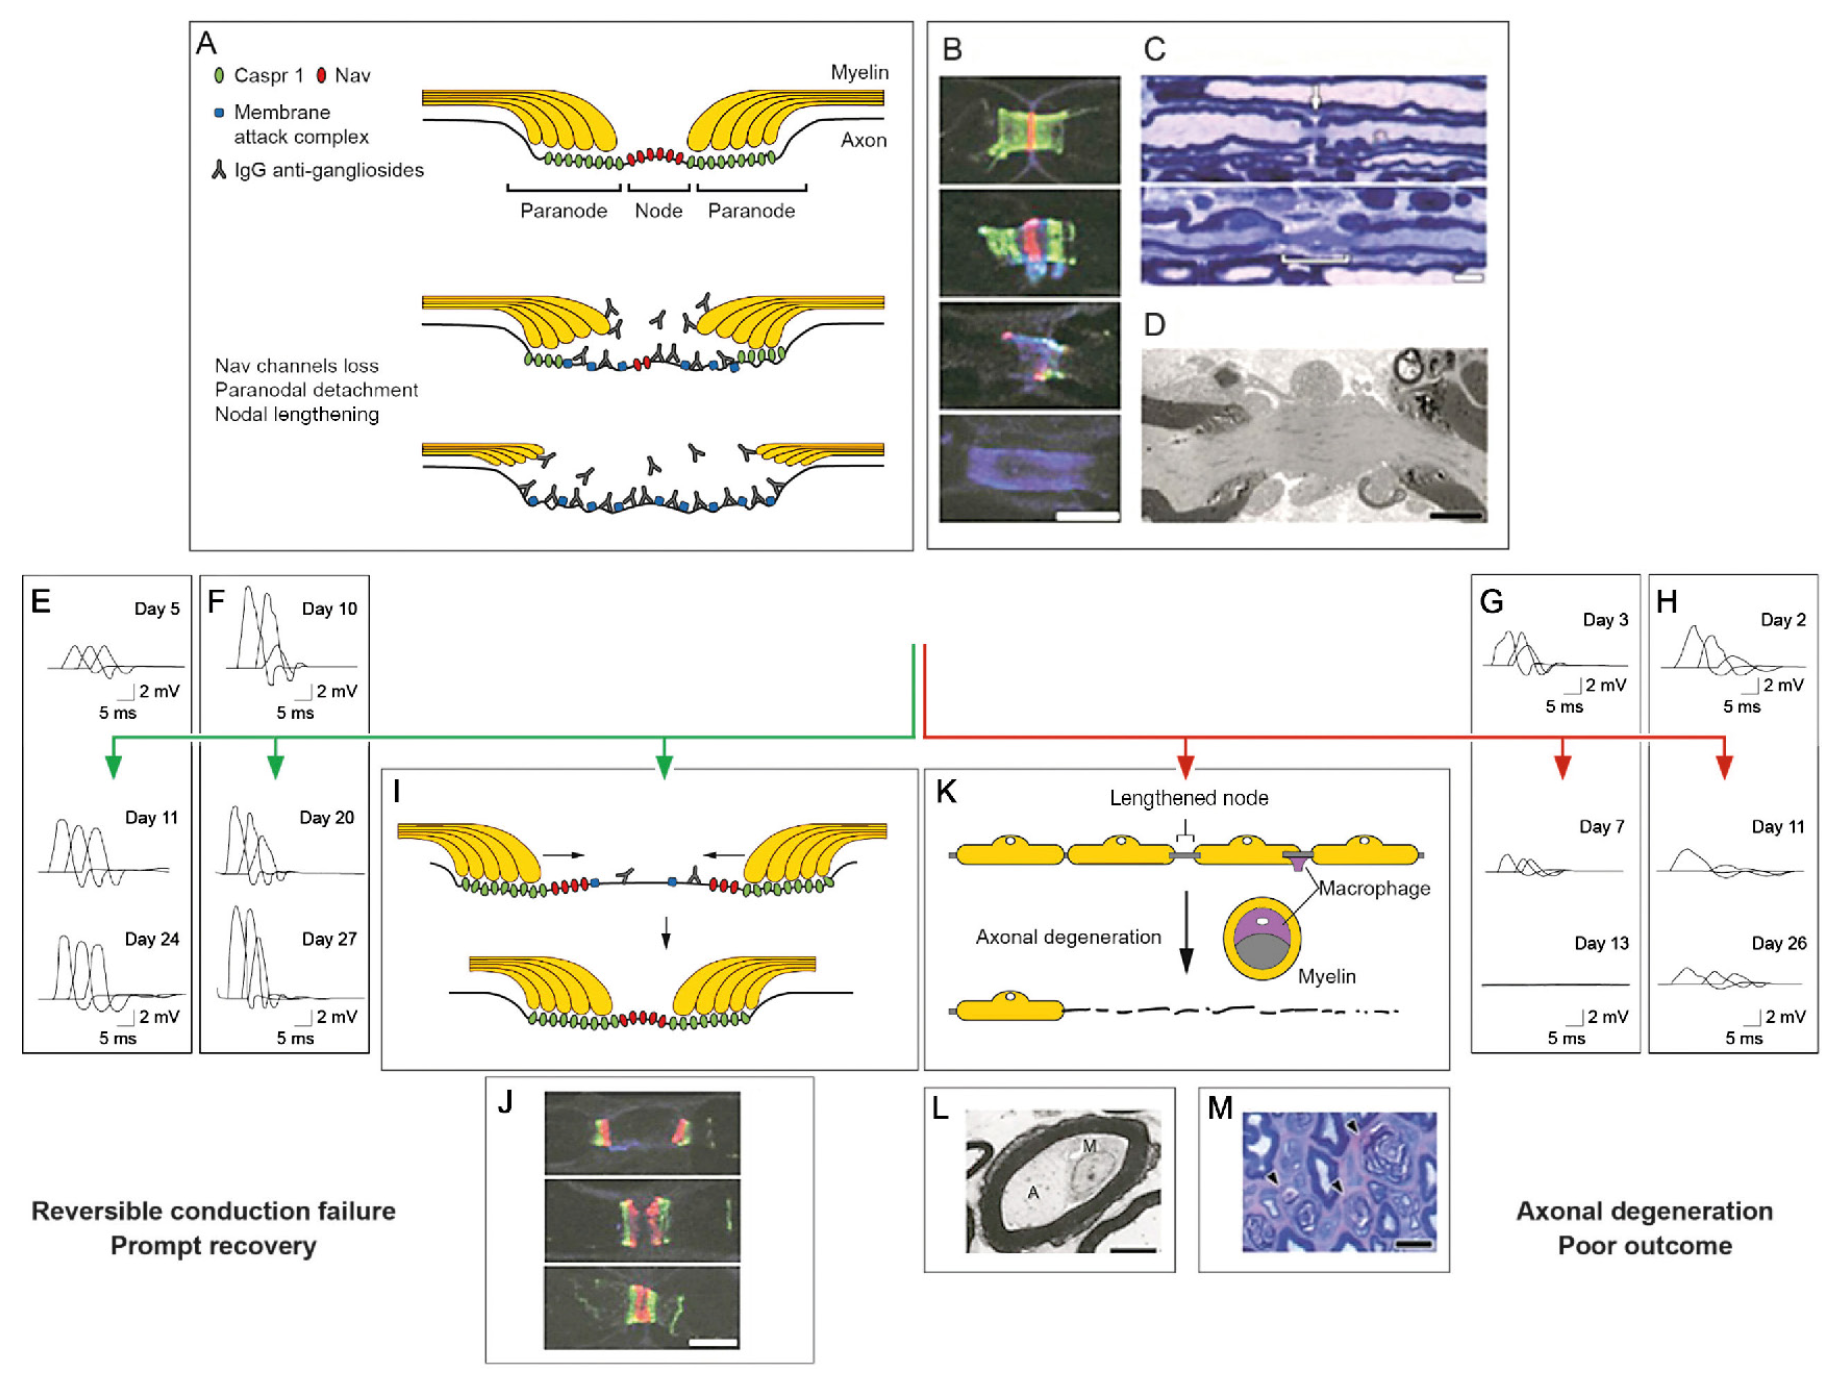 A
Caspr 1 Nav
Membrane
attack complex
IgG anti-gangliosides
Myelin
Axon
Paranode Node Paranode
Nav channels loss
Paranodal detachment
Nodal lengthening
B
C
D
E
Day 5
2 mV
5 ms
Day 11
Day 24
2 mV
5 ms
F
Day 10
2 mV
5 ms
Day 20
Day 27
2 mV
5 ms
G
Day 3
2 mV
5 ms
Day 7
Day 13
2 mV
5 ms
H
Day 2
2 mV
5 ms
Day 11
Day 26
2 mV
5 ms
I
K
Lengthened node
Macrophage
Axonal degeneration
Myelin
J
L
M
A
M
Reversible conduction failure
Prompt recovery
Axonal degeneration
Poor outcome